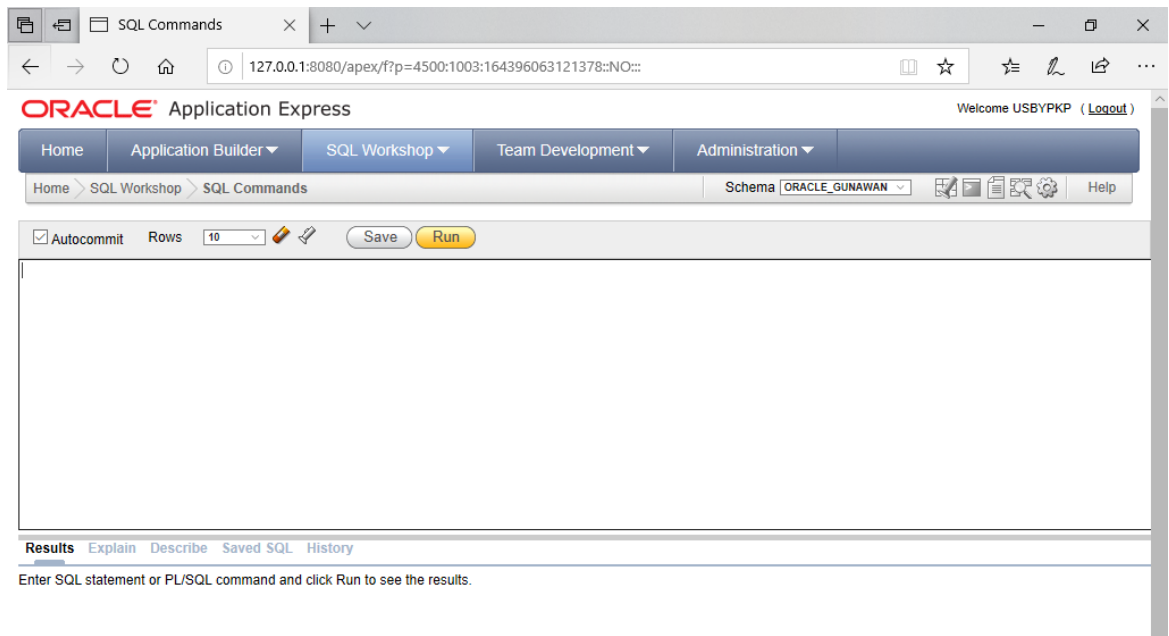 SQL Commands
127.0.0.1:8080/apex/f?p=4500:1003:164396063121378::NO:::
ORACLE Application Express
Welcome USBYPKP ( Logout )
Home Application Builder SQL Workshop Team Development Administration
Home SQL Workshop SQL Commands Schema ORACLE_GUNAWAN Help
Autocommit Rows 10 Save Run
Results Explain Describe Saved SQL History
Enter SQL statement or PL/SQL command and click Run to see the results.